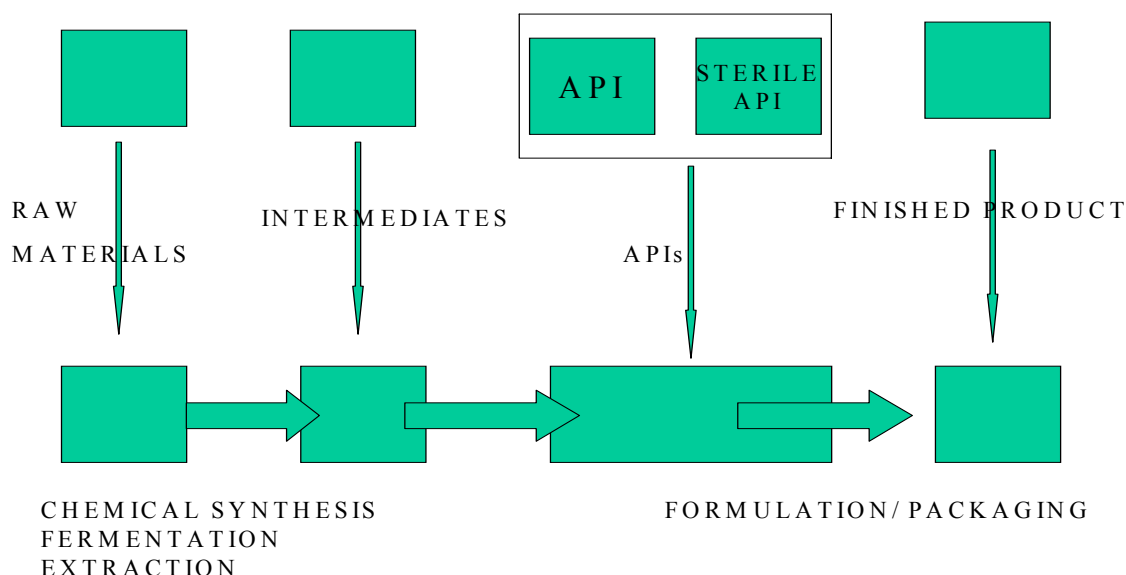 API
STERILE
API
RAW
MATERIALS
INTERMEDIATES
APIs
FINISHED PRODUCT
CHEMICAL SYNTHESIS
FERMENTATION
EXTRACTION
FORMULATION/ PACKAGING